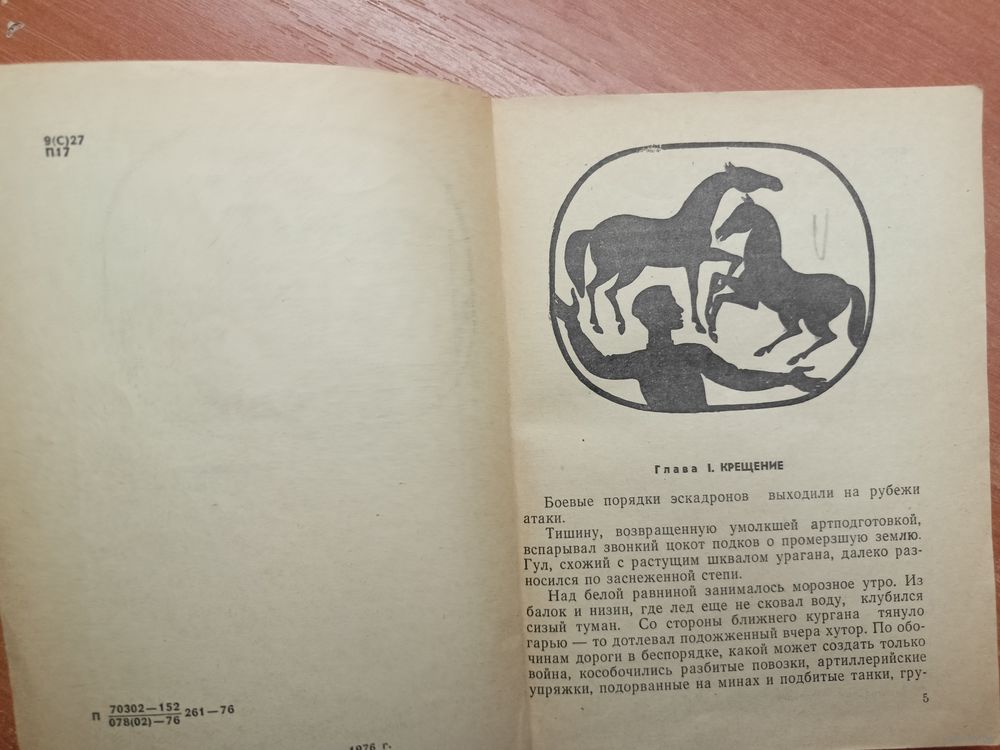 9(С)27
П17
П 70302—152
078(02)—76 261—76
1976 г.
Глава I. КРЕЩЕНИЕ
Боевые порядки эскадронов выходили на рубежи
атаки.
Тишину, возвращенную умолкшей артподготовкой,
вспарывал звонкий цокот подков о промерзшую землю.
Гул, схожий с растущим шквалом урагана, далеко раз-
носился по заснеженной степи.
Над белой равниной занималось морозное утро. Из
балок и низин, где лед еще не сковал воду, клубился
сизый туман. Со стороны ближнего кургана тянуло
гарью — то дотлевал подожженный вчера хутор. По обо-
чинам дороги в беспорядке, какой может создать только
война, кособочились разбитые повозки, артиллерийские
упряжки, подорванные на минах и подбитые танки, гру-
5